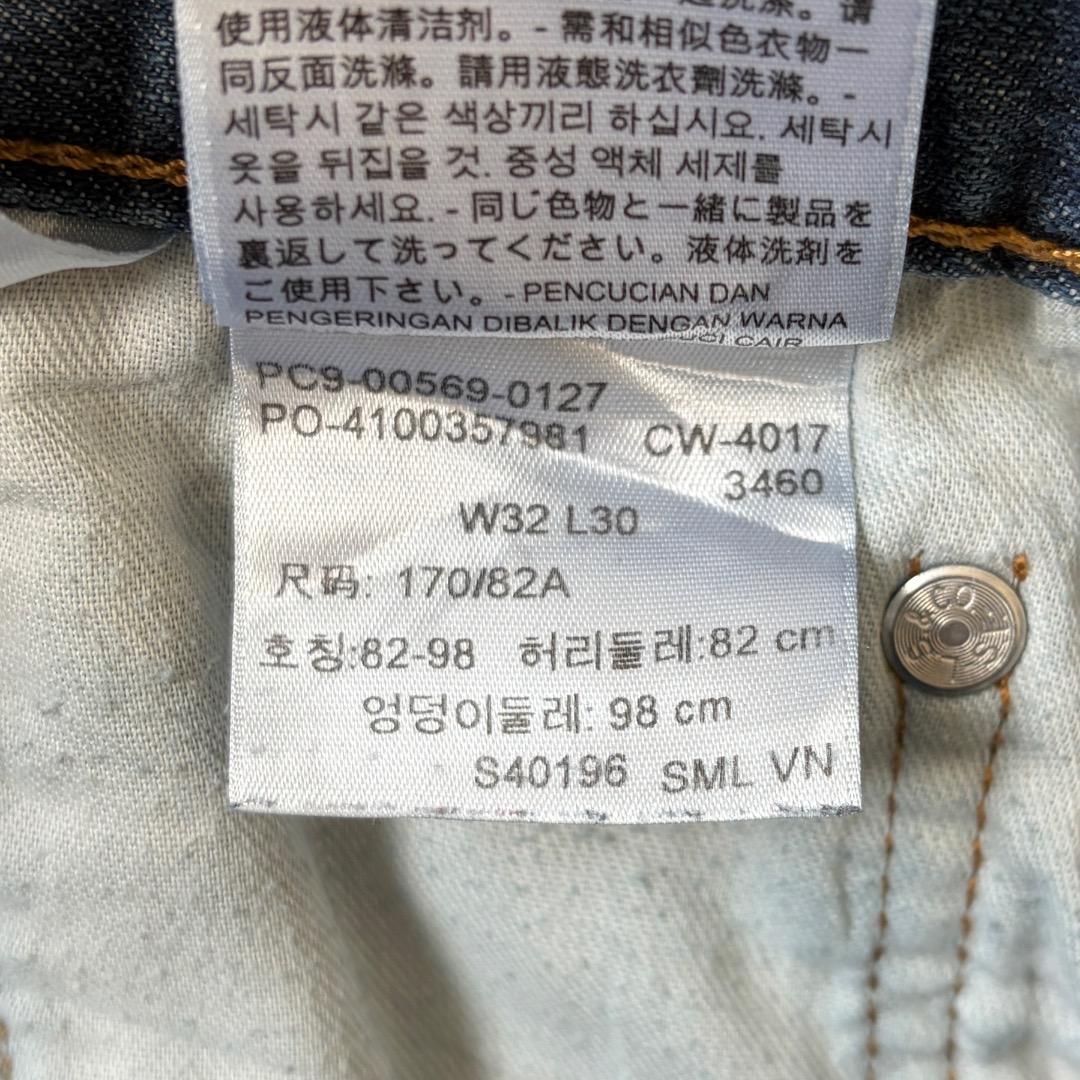 洗涤。请
使用液体清洁剂。- 需和相似色衣物一
同反面洗滌。請用液態洗衣劑洗滌。-
세탁시 같은 색상끼리 하십시요. 세탁시
옷을 뒤집을 것. 중성 액체 세제를
사용하세요. - 同じ色物と一緒に製品を
裏返して洗ってください。液体洗剤を
ご使用下さい。- PENCUCIAN DAN
PENGERINGAN DIBALIK DENGAN WARNA
CAIR
PC9-00569-0127
PO-4100357981 CW-4017
3460
W32 L30
尺码: 170/82A
호칭:82-98 허리둘레:82 cm
엉덩이둘레: 98 cm
S40196 SML VN